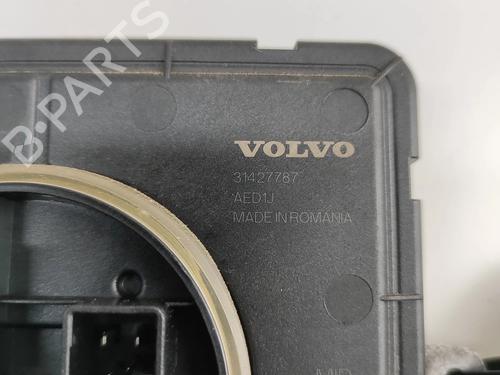 B-PARTS
VOLVO
31427787
AED1J
MADE IN ROMANIA